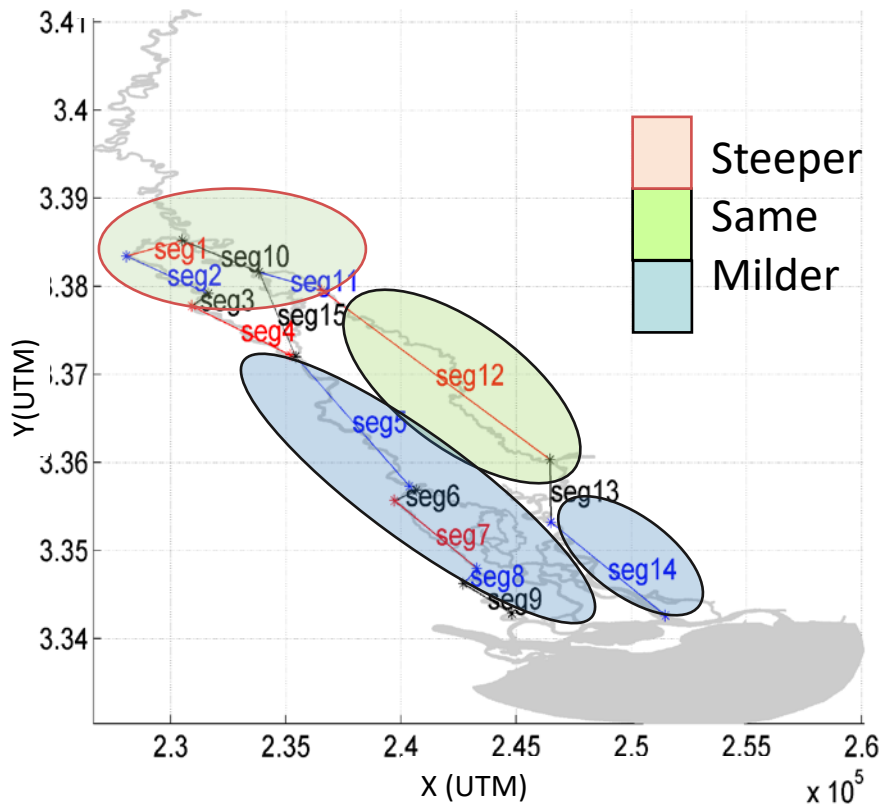 3.41
3.4
3.39
3.38
3.37
3.36
3.35
3.34
Y(UTM)
Steeper
Same
Milder
seg1
seg10
seg2
seg11
seg3
seg15
seg4
seg12
seg5
seg13
seg6
seg7
seg14
seg8
seg9
2.3
2.35
2.4
2.45
2.5
2.55
2.6
X (UTM)
x 10⁵